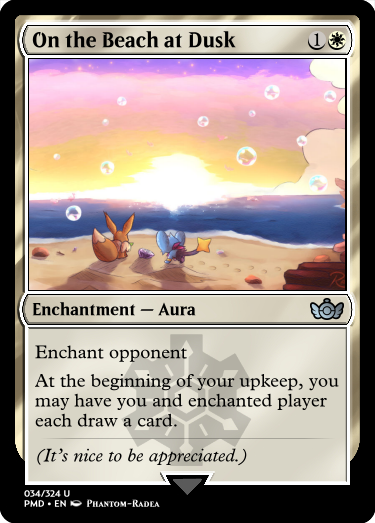 On the Beach at Dusk 1
Enchantment — Aura
Enchant opponent
At the beginning of your upkeep, you
may have you and enchanted player
each draw a card.
(It's nice to be appreciated.)
034/324 U
PMD • EN Phantom-Radea